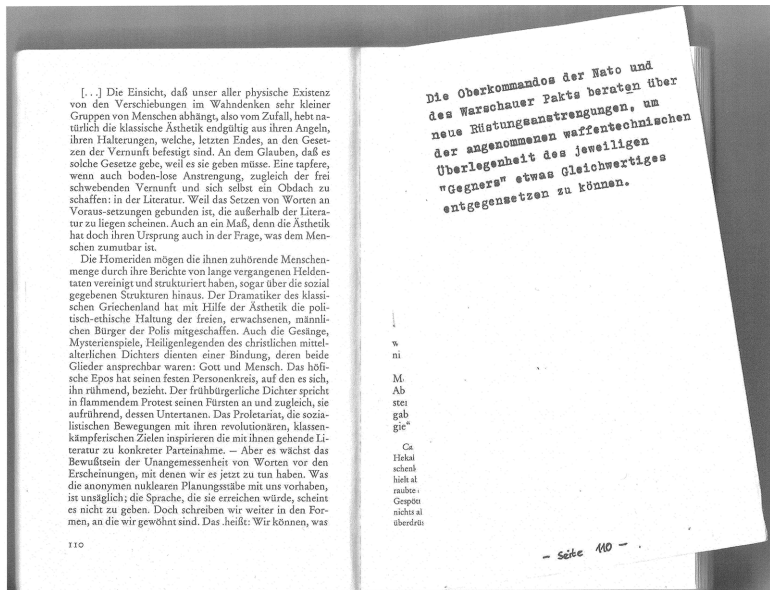 [...] Die Einsicht, daß unser aller physische Existenz
von den Verschiebungen im Wahndenken sehr kleiner
Gruppen von Menschen abhängt, also vom Zufall, hebt na-
türlich die klassische Ästhetik endgültig aus ihren Angeln,
ihren Halterungen, welche, letzten Endes, an den Geset-
zen der Vernunft befestigt sind. An dem Glauben, daß es
solche Gesetze gebe, weil es sie geben müsse. Eine tapfere,
wenn auch boden-lose Anstrengung, zugleich der frei
schwebenden Vernunft und sich selbst ein Obdach zu
schaffen: in der Literatur. Weil das Setzen von Worten an
Voraus-setzungen gebunden ist, die außerhalb der Litera-
tur zu liegen scheinen. Auch an ein Maß, denn die Ästhetik
hat doch ihren Ursprung auch in der Frage, was dem Men-
schen zumutbar ist.
Die Homeriden mögen die ihnen zuhörende Menschen-
menge durch ihre Berichte von lange vergangenen Helden-
taten vereinigt und strukturiert haben, sogar über die sozial
gegebenen Strukturen hinaus. Der Dramatiker des klassi-
schen Griechenland hat mit Hilfe der Ästhetik die poli-
tisch-ethische Haltung der freien, erwachsenen, männli-
chen Bürger der Polis mitgeschaffen. Auch die Gesänge,
Mysterienspiele, Heiligenlegenden des christlichen mittel-
alterlichen Dichters dienten einer Bindung, deren beide
Glieder ansprechbar waren: Gott und Mensch. Das höfi-
sche Epos hat seinen festen Personenkreis, auf den es sich,
ihn rühmend, bezieht. Der frühbürgerliche Dichter spricht
in flammendem Protest seinen Fürsten an und zugleich, sie
aufrührend, dessen Untertanen. Das Proletariat, die sozia-
listischen Bewegungen mit ihren revolutionären, klassen-
kämpferischen Zielen inspirieren die mit ihnen gehende Li-
teratur zu konkreter Parteinahme. — Aber es wächst das
Bewußtsein der Unangemessenheit von Worten vor den
Erscheinungen, mit denen wir es jetzt zu tun haben. Was
die anonymen nuklearen Planungsstäbe mit uns vorhaben,
ist unsäglich; die Sprache, die sie erreichen würde, scheint
es nicht zu geben. Doch schreiben wir weiter in den For-
men, an die wir gewöhnt sind. Das .heißt: Wir können, was
110
Die Oberkommandos der Nato und
des Warschauer Pakts beraten über
neue Rüstungsanstrengungen, um
der angenommenen waffentechnischen
Überlegenheit des jeweiligen
"Gegners" etwas Gleichwertiges
entgegensetzen zu können.
w
ni
M
Ab
stei
gab
gie“
Ca
Hekal
schenk
hielt al
raubte
Gespött
nichts al
überdrüs
- Seite 110 -